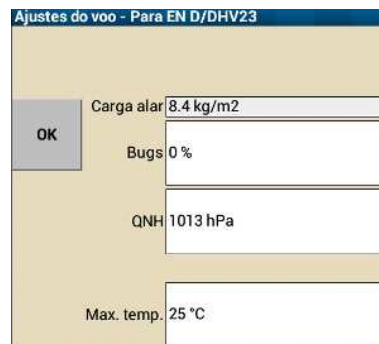 Ajustes do voo - Para EN D/DHV23
Carga alar 8.4 kg/m2
OK
Bugs 0 %
QNH 1013 hPa
Max. temp. 25 °C